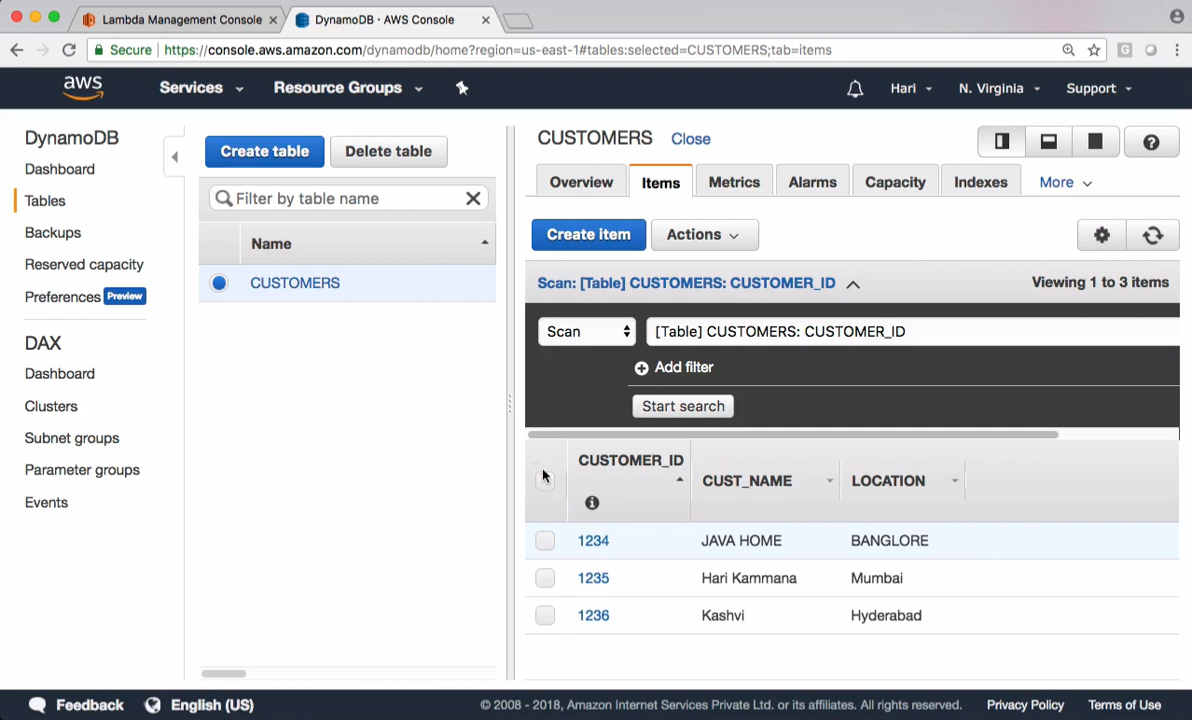 Lambda Management Console
DynamoDB · AWS Console
Secure
https://console.aws.amazon.com/dynamodb/home?region=us-east-1#tables:selected=CUSTOMERS;tab=items
aws
Services
Resource Groups
Hari
N. Virginia
Support
DynamoDB
Dashboard
Tables
Backups
Reserved capacity
Preferences Preview
DAX
Dashboard
Clusters
Subnet groups
Parameter groups
Events
Create table
Delete table
Filter by table name
Name
CUSTOMERS
CUSTOMERS Close
Overview
Items
Metrics
Alarms
Capacity
Indexes
More
Create item
Actions
Scan: [Table] CUSTOMERS: CUSTOMER_ID
Viewing 1 to 3 items
Scan
[Table] CUSTOMERS: CUSTOMER_ID
Add filter
Start search
CUSTOMER_ID CUST_NAME LOCATION
1234 JAVA HOME BANGLORE
1235 Hari Kammana Mumbai
1236 Kashvi Hyderabad
Feedback
English (US)
© 2008 - 2018, Amazon Internet Services Private Ltd. or its affiliates. All rights reserved.
Privacy Policy
Terms of Use